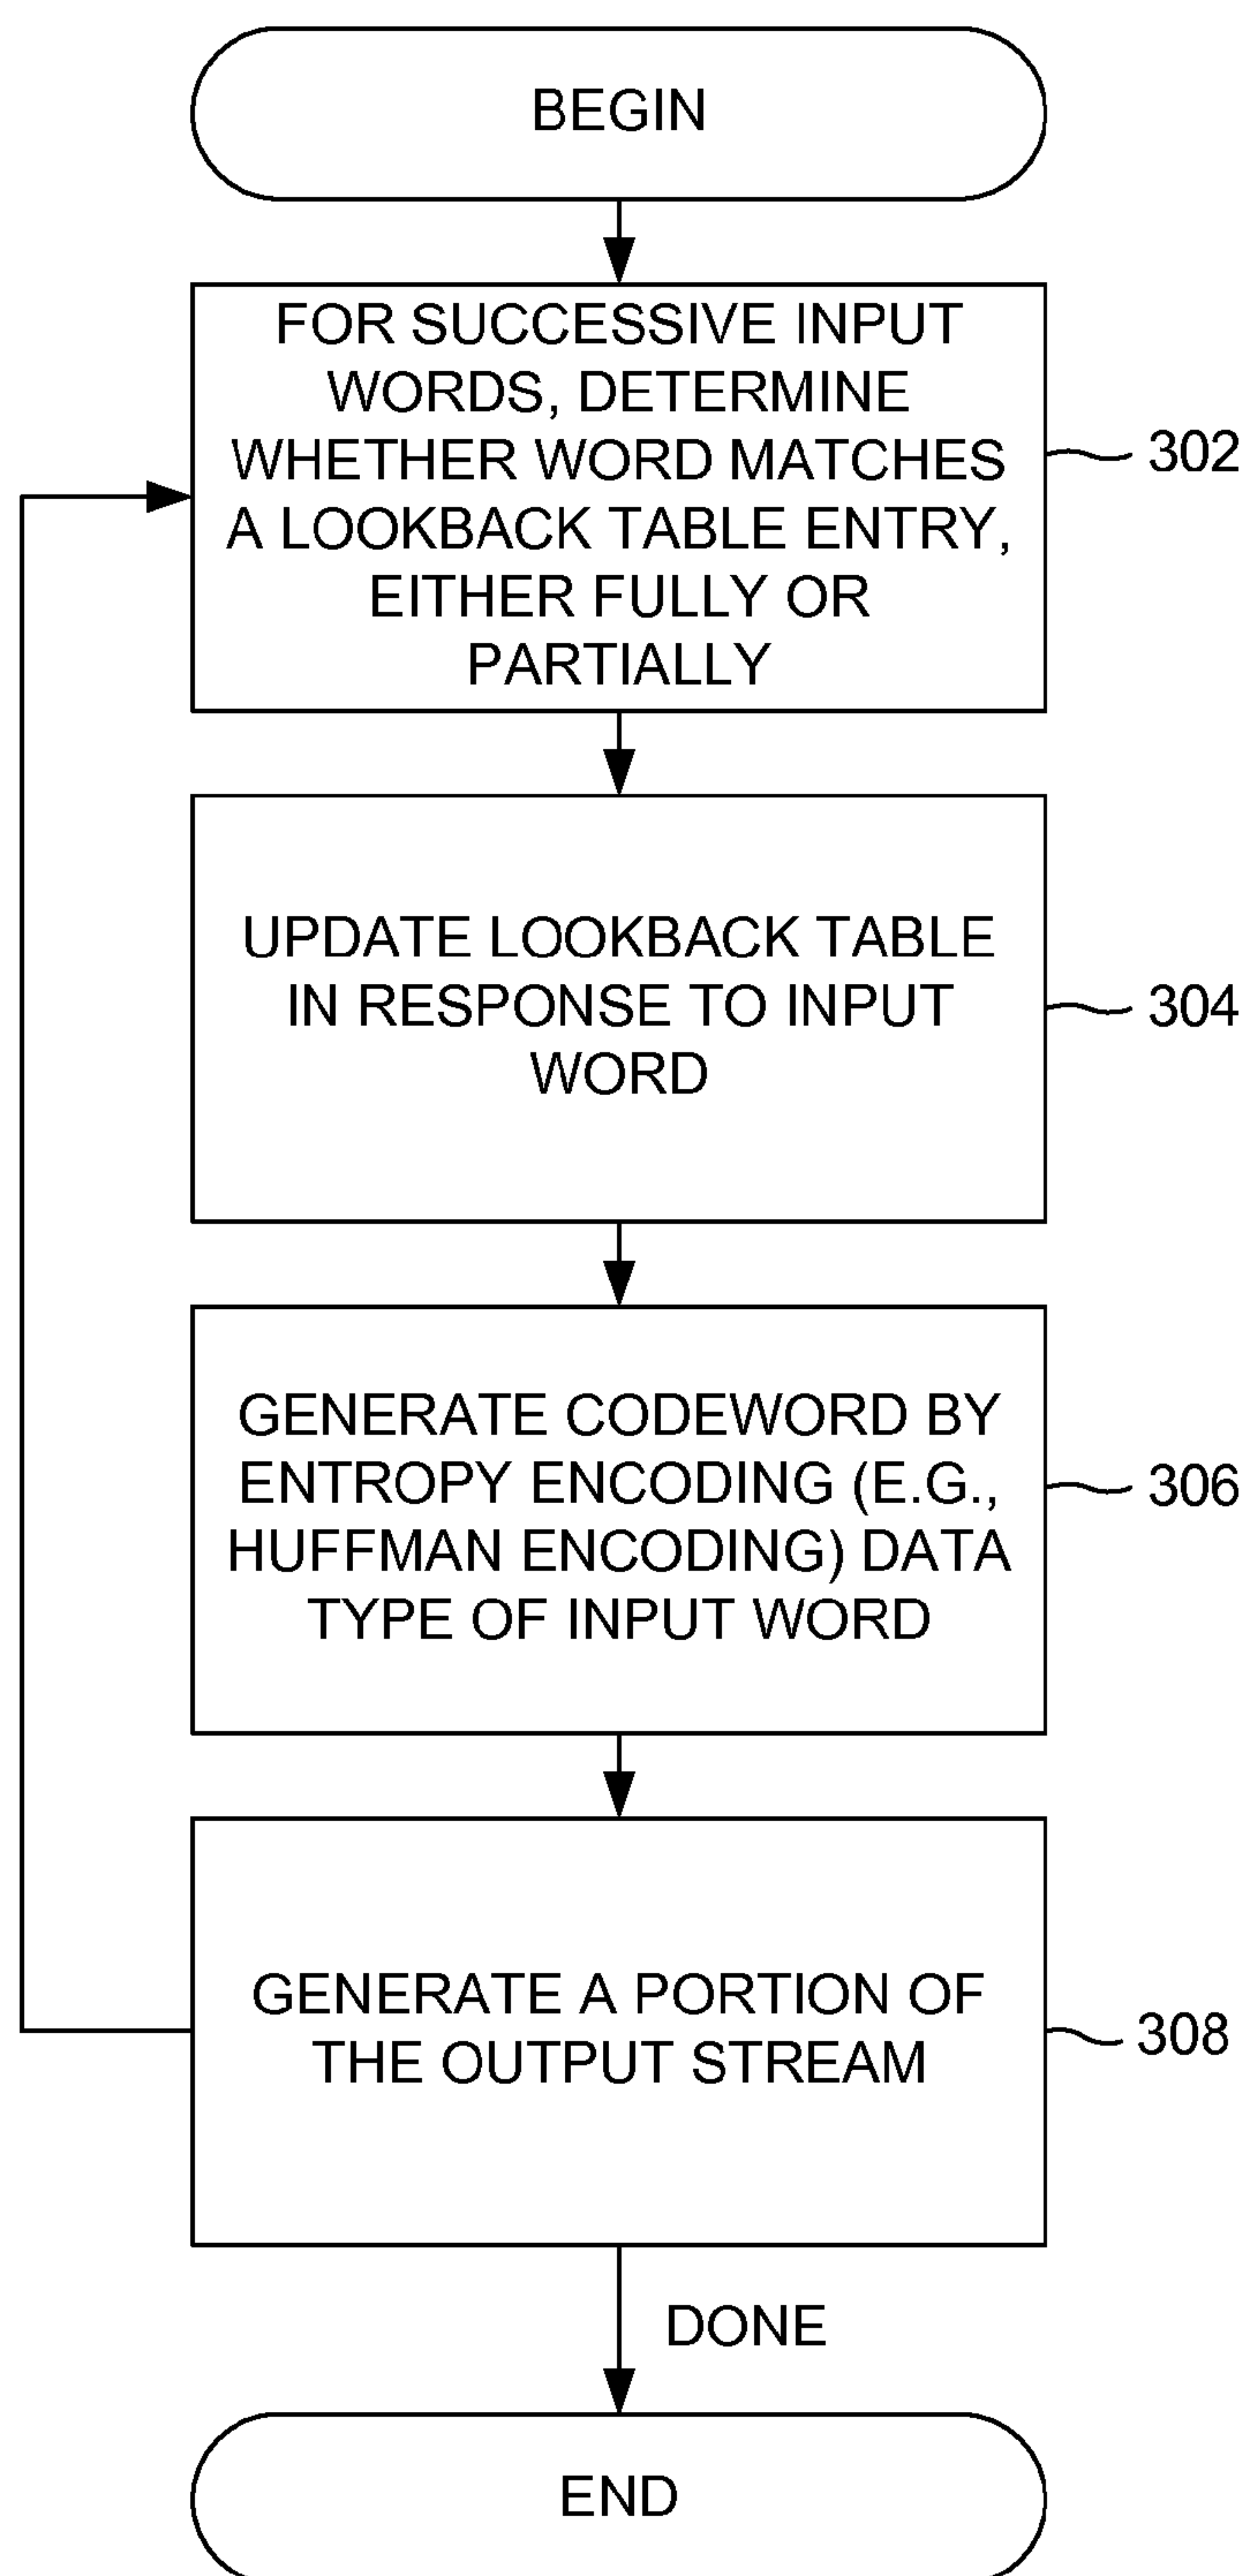 BEGIN
FOR SUCCESSIVE INPUT
WORDS, DETERMINE
WHETHER WORD MATCHES
A LOOKBACK TABLE ENTRY,
EITHER FULLY OR
PARTIALLY
302
UPDATE LOOKBACK TABLE
IN RESPONSE TO INPUT
WORD
304
GENERATE CODEWORD BY
ENTROPY ENCODING (E.G.,
HUFFMAN ENCODING) DATA
TYPE OF INPUT WORD
306
GENERATE A PORTION OF
THE OUTPUT STREAM
308
DONE
END